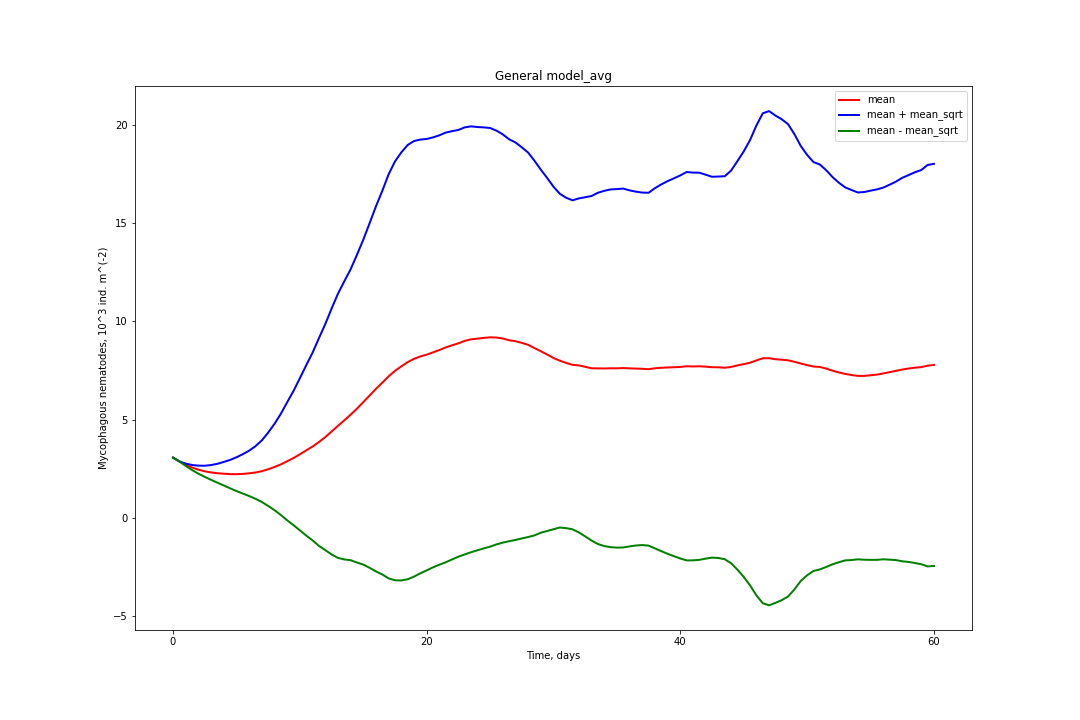 General model_avg
mean
mean + mean_sqrt
mean - mean_sqrt
Mycophagous nematodes, 10^3 ind. m^(-2)
20
15
10
5
0
−5
0 20 40 60
Time, days